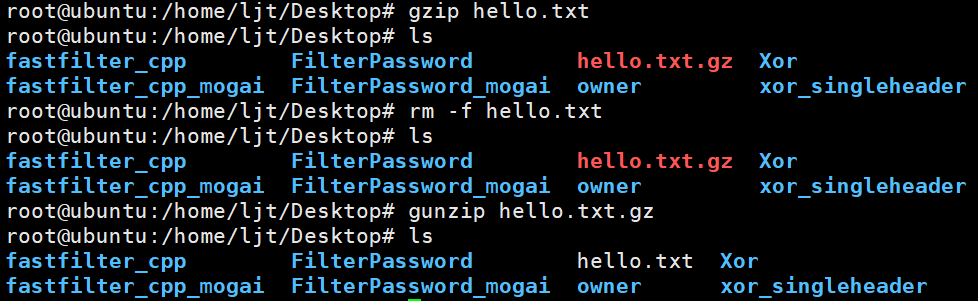 root@ubuntu:/home/ljt/Desktop# gzip hello.txt
root@ubuntu:/home/ljt/Desktop# ls
fastfilter_cpp        FilterPassword        hello.txt.gz  Xor
fastfilter_cpp_mogai  FilterPassword_mogai  owner         xor_singleheader
root@ubuntu:/home/ljt/Desktop# rm -f hello.txt
root@ubuntu:/home/ljt/Desktop# ls
fastfilter_cpp        FilterPassword        hello.txt.gz  Xor
fastfilter_cpp_mogai  FilterPassword_mogai  owner         xor_singleheader
root@ubuntu:/home/ljt/Desktop# gunzip hello.txt.gz
root@ubuntu:/home/ljt/Desktop# ls
fastfilter_cpp        FilterPassword        hello.txt  Xor
fastfilter_cpp_mogai  FilterPassword_mogai  owner      xor_singleheader